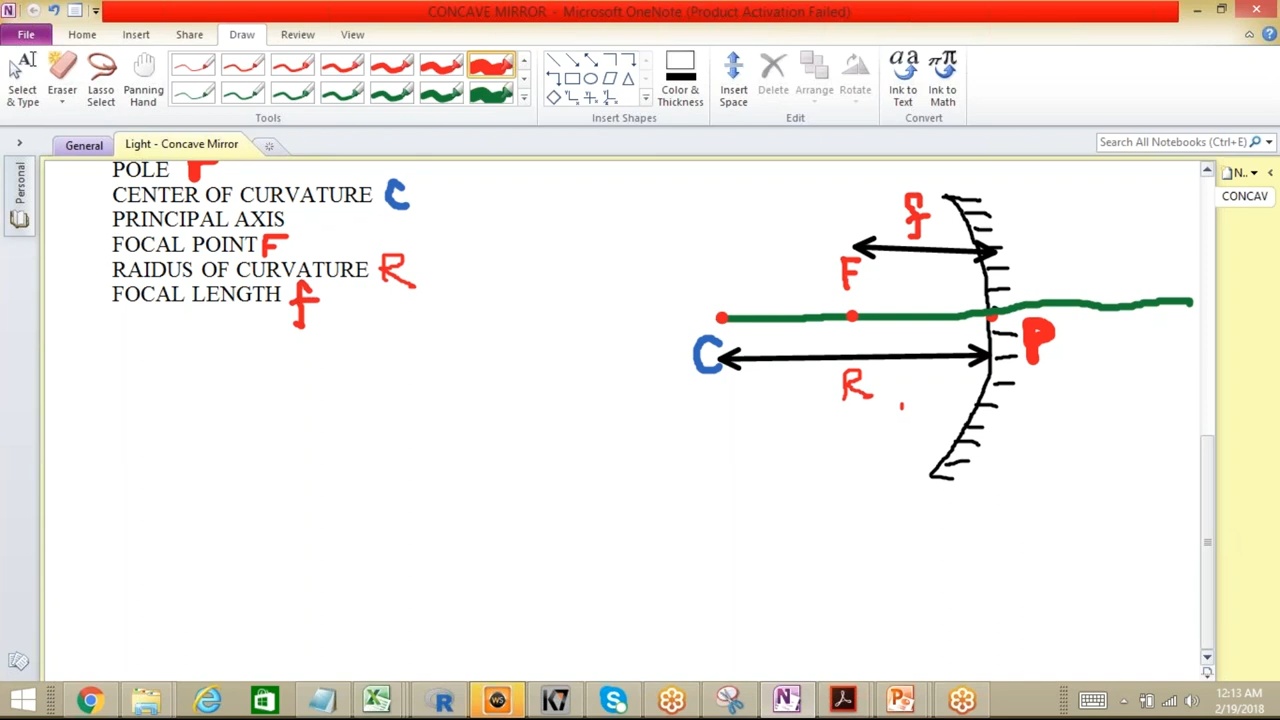 CONCAVE MIRROR - Microsoft OneNote (Product Activation Failed)
File Home Insert Share Draw Review View
Select & Type
Eraser
Lasso Select
Panning Hand
Color & Thickness
Insert Space
Delete
Arrange
Rotate
Ink to Text
Ink to Math
Tools
Insert Shapes
Edit
Convert
General
Light - Concave Mirror
Search All Notebooks (Ctrl+E)
N..
CONCAV
Personal
POLE P
CENTER OF CURVATURE C
PRINCIPAL AXIS
FOCAL POINT F
RAIDUS OF CURVATURE R
FOCAL LENGTH f
f
F
P
C
R
12:13 AM
2/19/2018